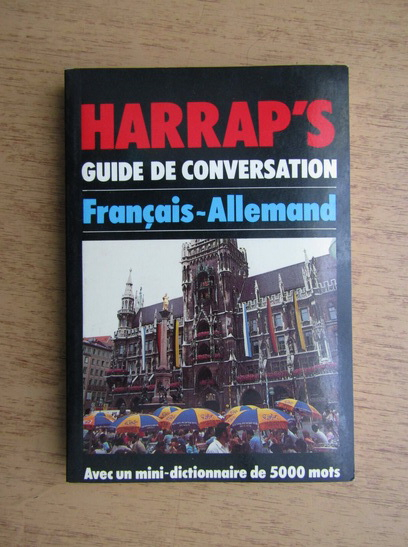 HARRAP'S
GUIDE DE CONVERSATION
Français~Allemand
Avec un mini-dictionnaire de 5000 mots